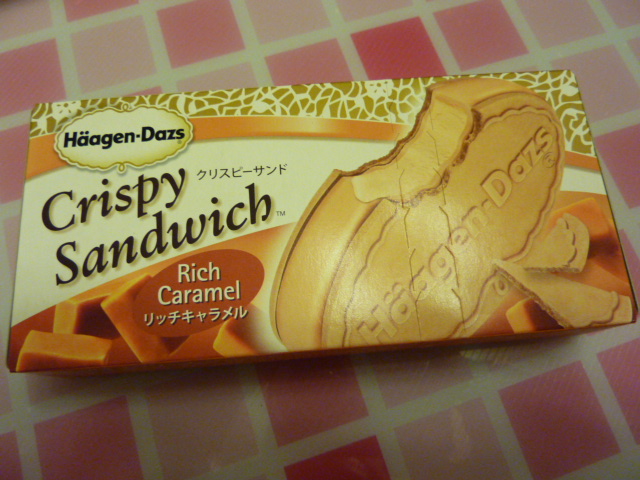 Häagen-Dazs
Crispy
クリスピーサンド
Sandwich™
Rich
Caramel
リッチキャラメル
Häagen-Dazs